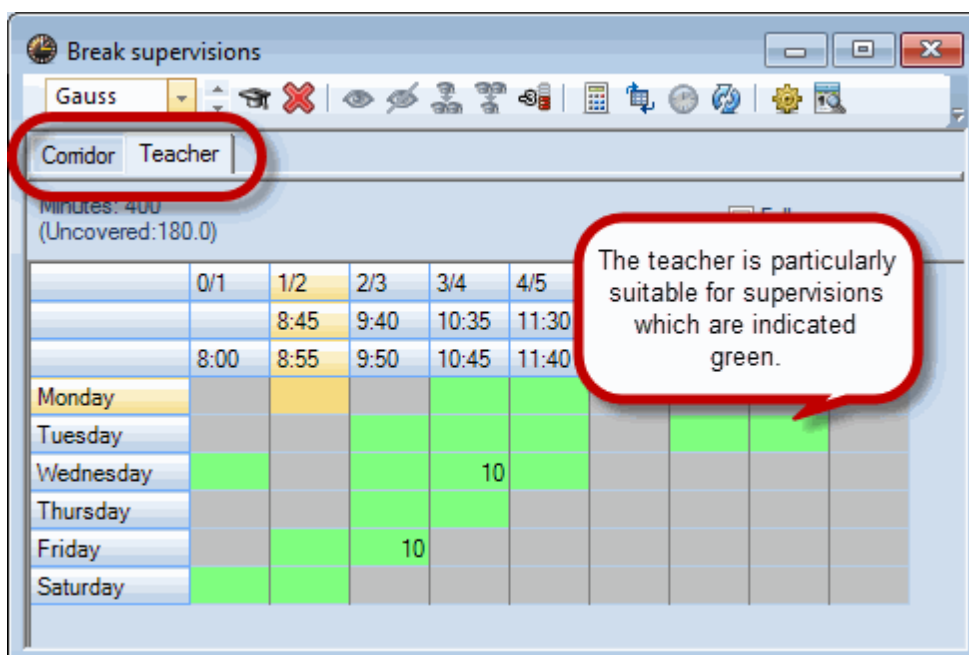 Break supervisions
Gauss
Corridor Teacher
Minutes: 400
(Uncovered:180.0)
The teacher is particularly
suitable for supervisions
which are indicated
green.
0/1 1/2 2/3 3/4 4/5
8:45 9:40 10:35 11:30
8:00 8:55 9:50 10:45 11:40
Monday
Tuesday
Wednesday 10
Thursday
Friday 10
Saturday